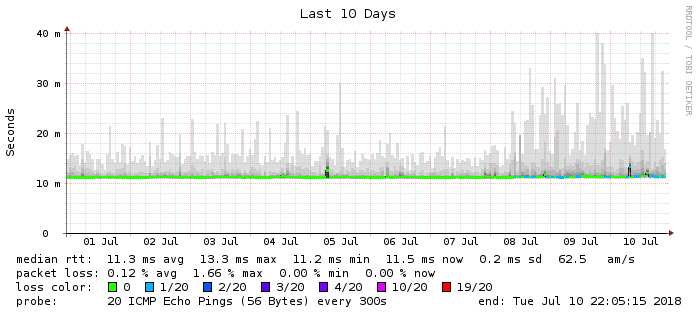 Last 10 Days
RRDTOOL / TOBI OETIKER
Seconds
40 m
30 m
20 m
10 m
0
01 Jul 02 Jul 03 Jul 04 Jul 05 Jul 06 Jul 07 Jul 08 Jul 09 Jul 10 Jul
median rtt: 11.3 ms avg 13.3 ms max 11.2 ms min 11.5 ms now 0.2 ms sd 62.5 am/s
packet loss: 0.12 % avg 1.66 % max 0.00 % min 0.00 % now
loss color: 0 1/20 2/20 3/20 4/20 10/20 19/20
probe: 20 ICMP Echo Pings (56 Bytes) every 300s end: Tue Jul 10 22:05:15 2018